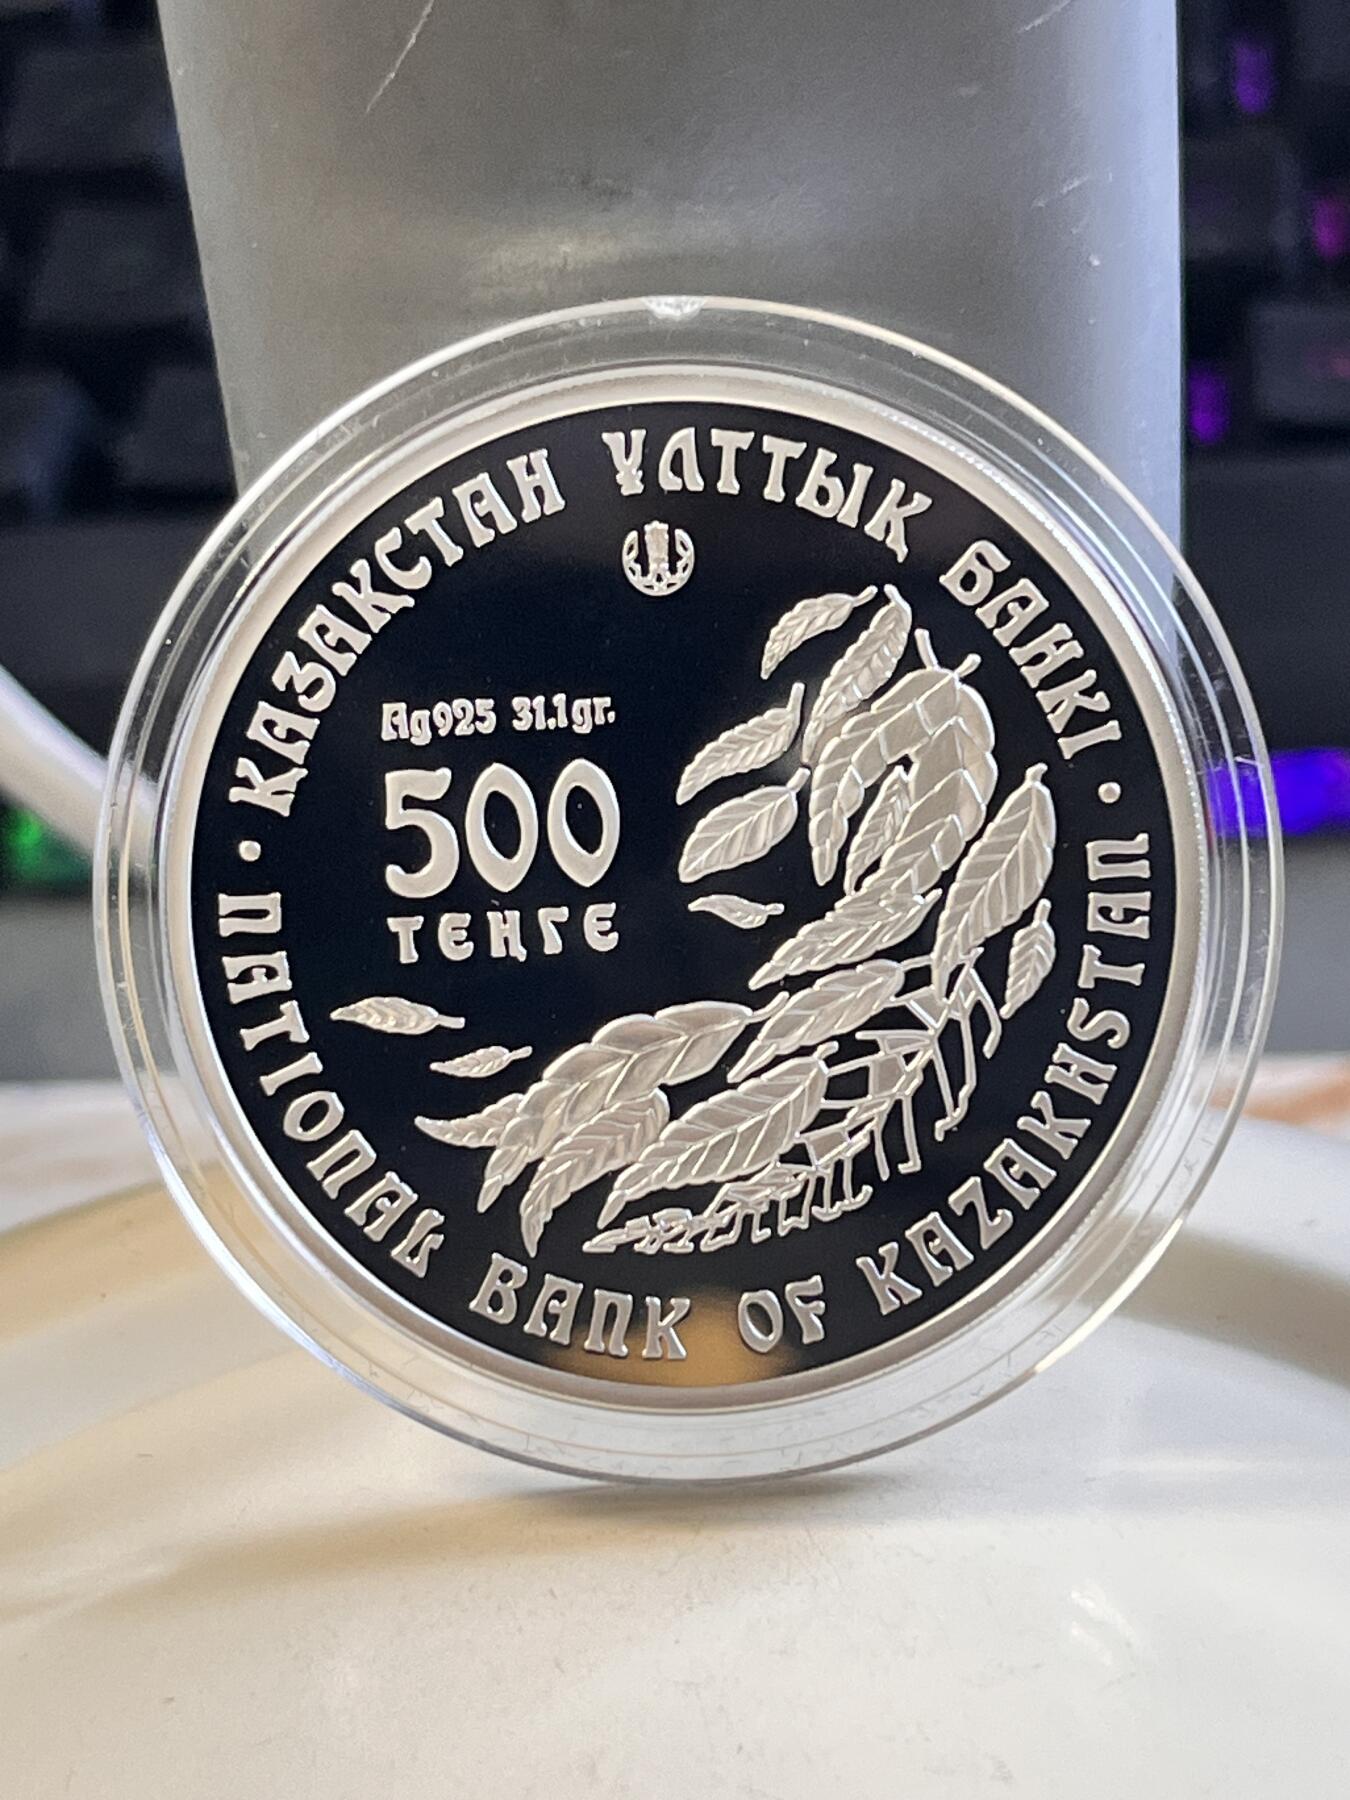 • ҚАЗАҚСТАН ҰЛТТЫҚ БАНКІ •
Ag925 31.1gr.
500
ТЕҢГЕ
NATIONAL BANK OF KAZAKHSTAN